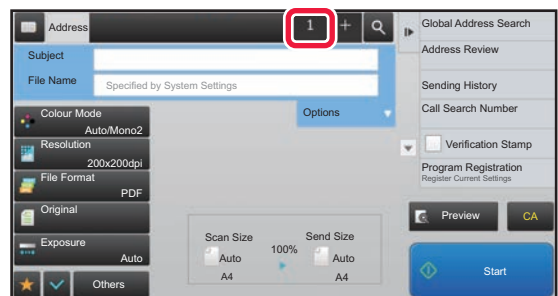 Address
1
+
Subject
File Name
Specified by System Settings
Options
Colour Mode
Auto/Mono2
Resolution
200x200dpi
File Format
PDF
Original
Exposure
Auto
Others
Scan Size
Auto
A4
100%
Send Size
Auto
A4
Global Address Search
Address Review
Sending History
Call Search Number
Verification Stamp
Program Registration
Register Current Settings
Preview
CA
Start